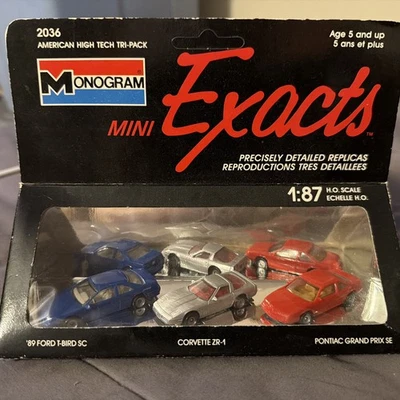 2036
AMERICAN HIGH TECH TRI-PACK
Age 5 and up
5 ans et plus
MONOGRAM
MINI Exacts ™
PRECISELY DETAILED REPLICAS
REPRODUCTIONS TRES DETAILLEES
1:87 H.O. SCALE
ECHELLE H.O.
'89 FORD T-BIRD SC
CORVETTE ZR-1
PONTIAC GRAND PRIX SE